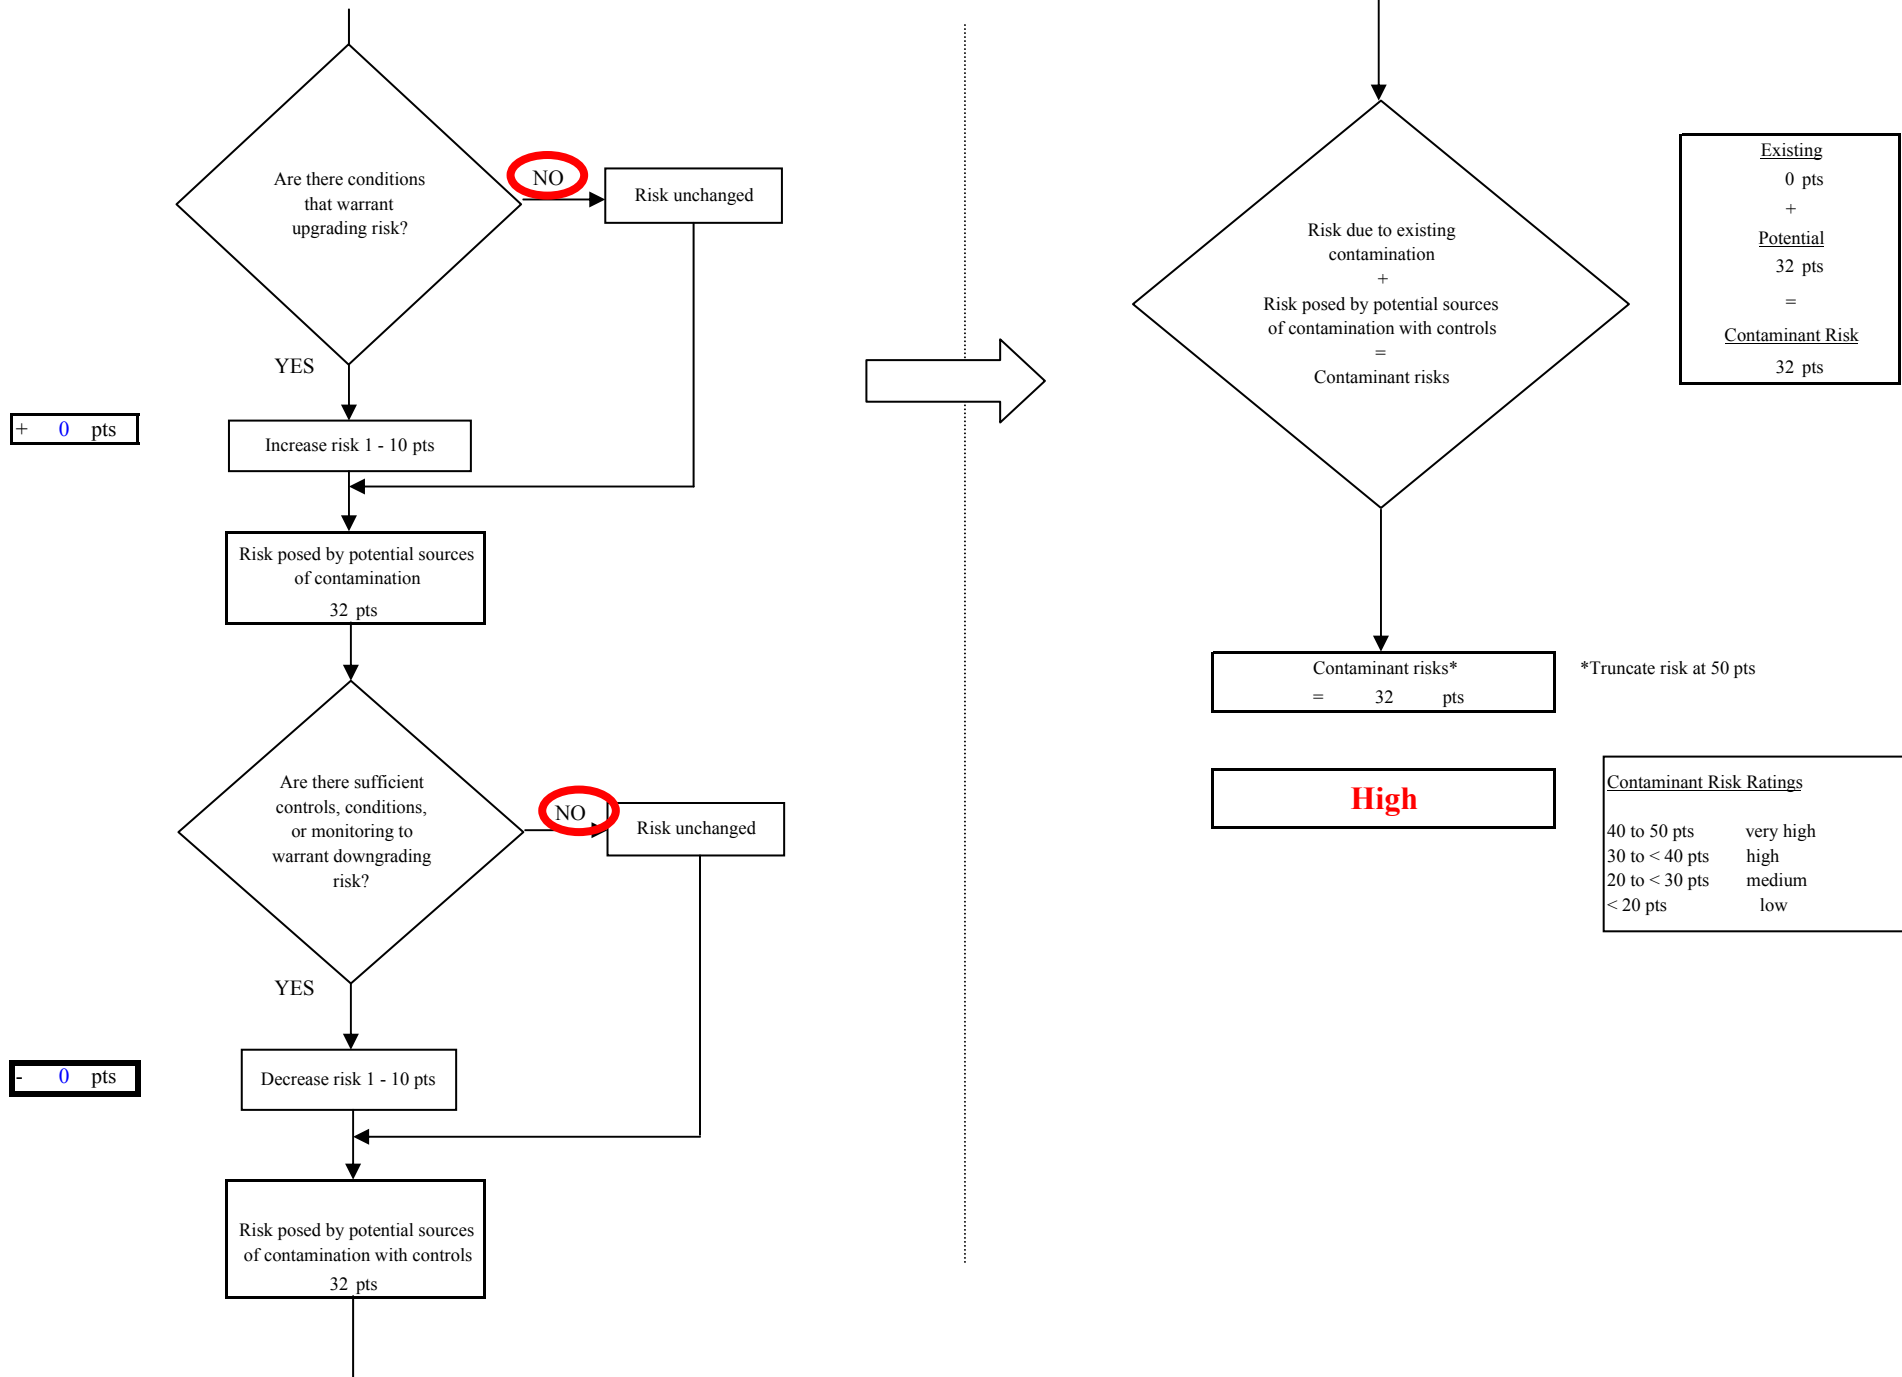 Are there conditions
that warrant
upgrading risk?
NO
Risk unchanged
YES
+ 0 pts
Increase risk 1 - 10 pts
Risk posed by potential sources
of contamination
32 pts
Are there sufficient
controls, conditions,
or monitoring to
warrant downgrading
risk?
NO
Risk unchanged
YES
- 0 pts
Decrease risk 1 - 10 pts
Risk posed by potential sources
of contamination with controls
32 pts
Risk due to existing
contamination
+
Risk posed by potential sources
of contamination with controls
=
Contaminant risks
Existing
0 pts
+
Potential
32 pts
=
Contaminant Risk
32 pts
Contaminant risks*
= 32 pts
*Truncate risk at 50 pts
High
Contaminant Risk Ratings
40 to 50 pts very high
30 to < 40 pts high
20 to < 30 pts medium
< 20 pts low